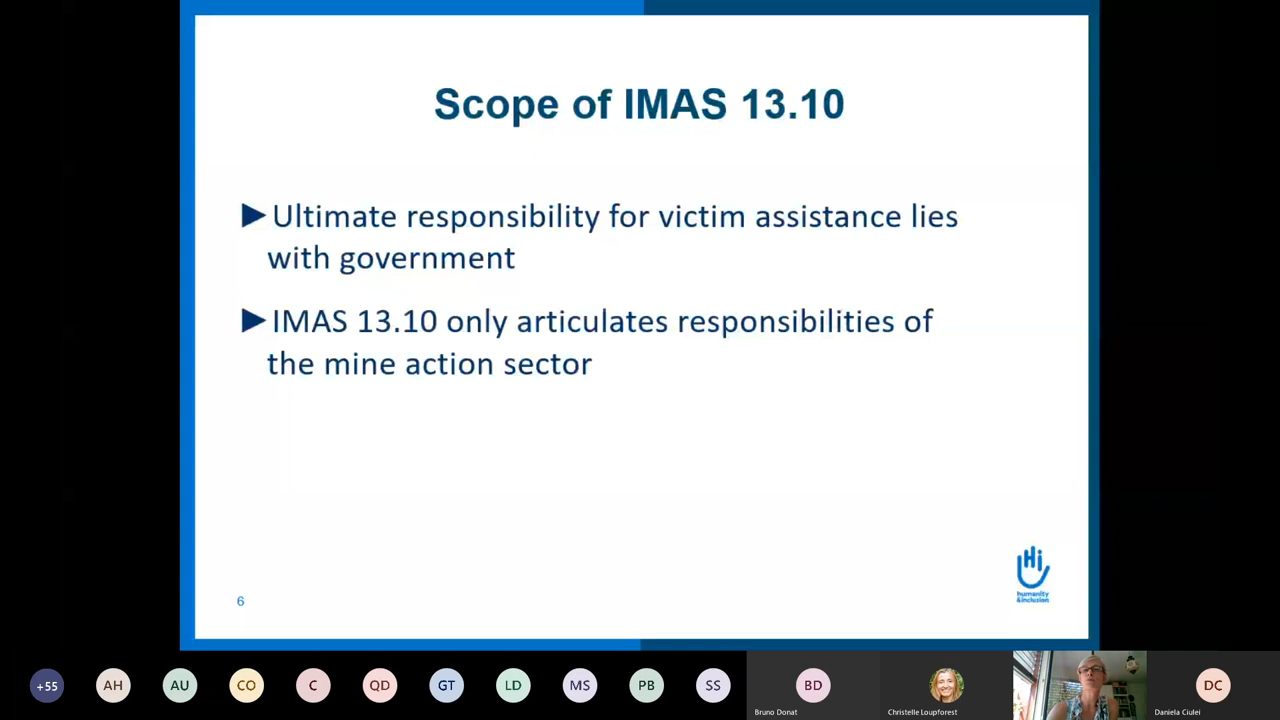 Scope of IMAS 13.10
►Ultimate responsibility for victim assistance lies
with government
►IMAS 13.10 only articulates responsibilities of
the mine action sector
Hi
humanity
&inclusion
6
+55
AH
AU
CO
C
QD
GT
LD
MS
PB
SS
BD
DC
Bruno Donat
Christelle Loupforest
Daniela Ciulei